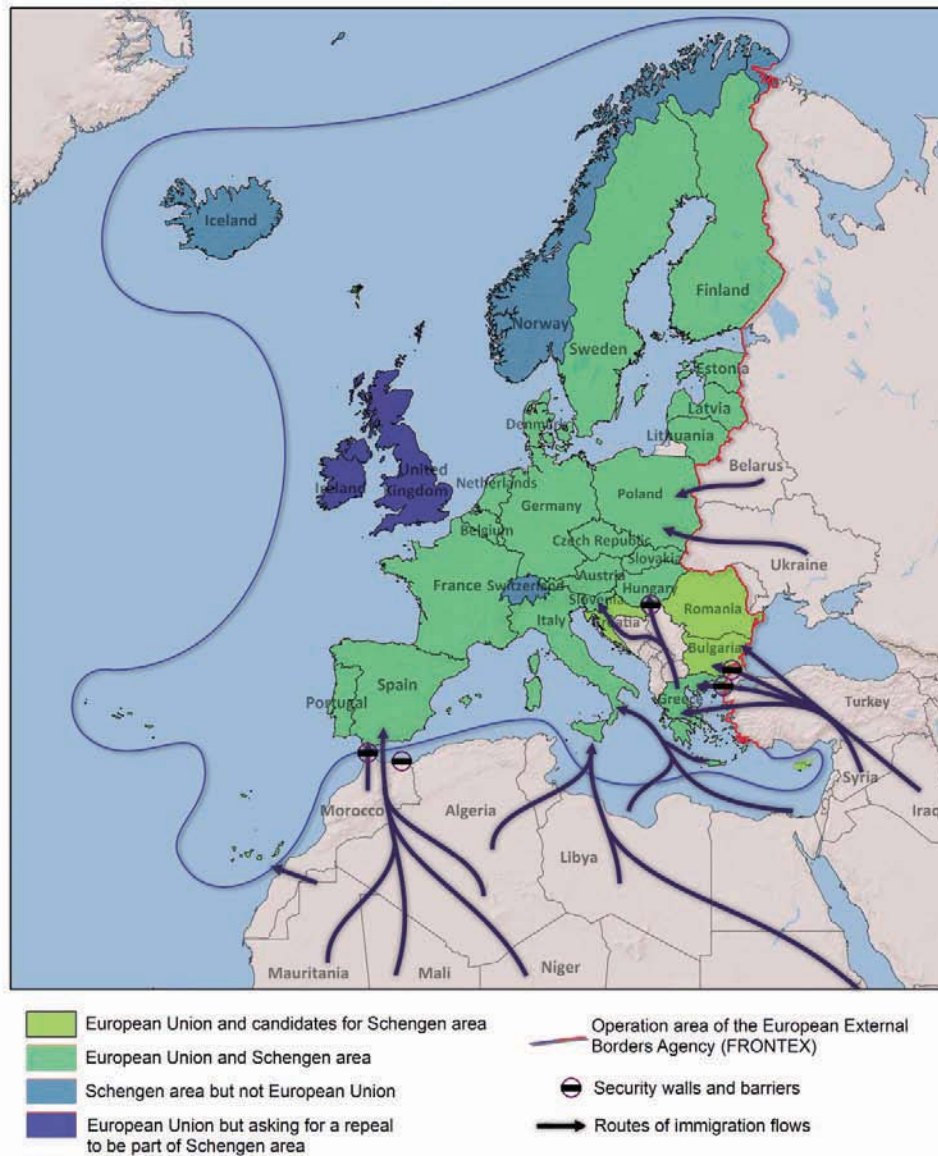 Iceland
Norway
Sweden
Finland
Estonia
Latvia
Lithuania
Denmark
Belarus
Ireland
United
Kingdom
Netherlands
Belgium
Germany
Poland
Czech Republic
Slovakia
Ukraine
France
Switzerland
Austria
Hungary
Slovenia
Croatia
Romania
Italy
Bulgaria
Portugal
Spain
Greece
Turkey
Syria
Iraq
Morocco
Algeria
Libya
Mauritania
Mali
Niger
European Union and candidates for Schengen area
European Union and Schengen area
Schengen area but not European Union
European Union but asking for a repeal
to be part of Schengen area
Operation area of the European External
Borders Agency (FRONTEX)
Security walls and barriers
Routes of immigration flows